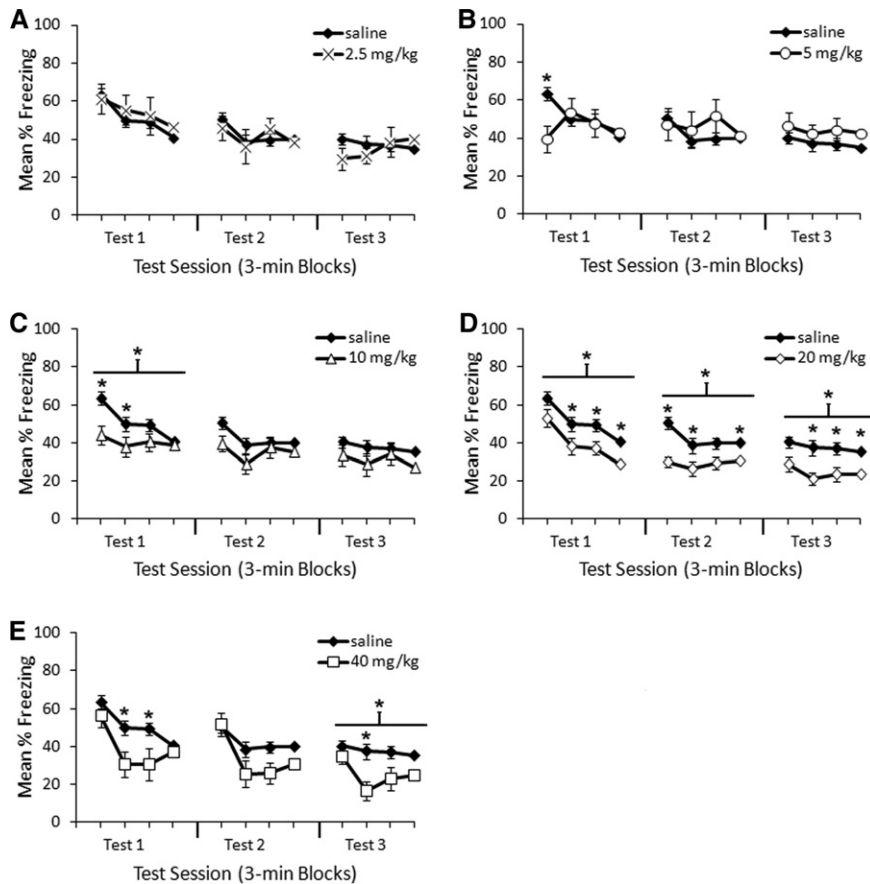 A
100
80
60
40
20
0
Mean % Freezing
saline
2.5 mg/kg
Test 1 Test 2 Test 3
Test Session (3-min Blocks)
B
100
80
60
40
20
0
Mean % Freezing
saline
5 mg/kg
*
Test 1 Test 2 Test 3
Test Session (3-min Blocks)
C
100
80
60
40
20
0
Mean % Freezing
saline
10 mg/kg
*
* *
Test 1 Test 2 Test 3
Test Session (3-min Blocks)
D
100
80
60
40
20
0
Mean % Freezing
saline
20 mg/kg
* * *
* * * * * * * *
Test 1 Test 2 Test 3
Test Session (3-min Blocks)
E
100
80
60
40
20
0
Mean % Freezing
saline
40 mg/kg
*
* * *
Test 1 Test 2 Test 3
Test Session (3-min Blocks)